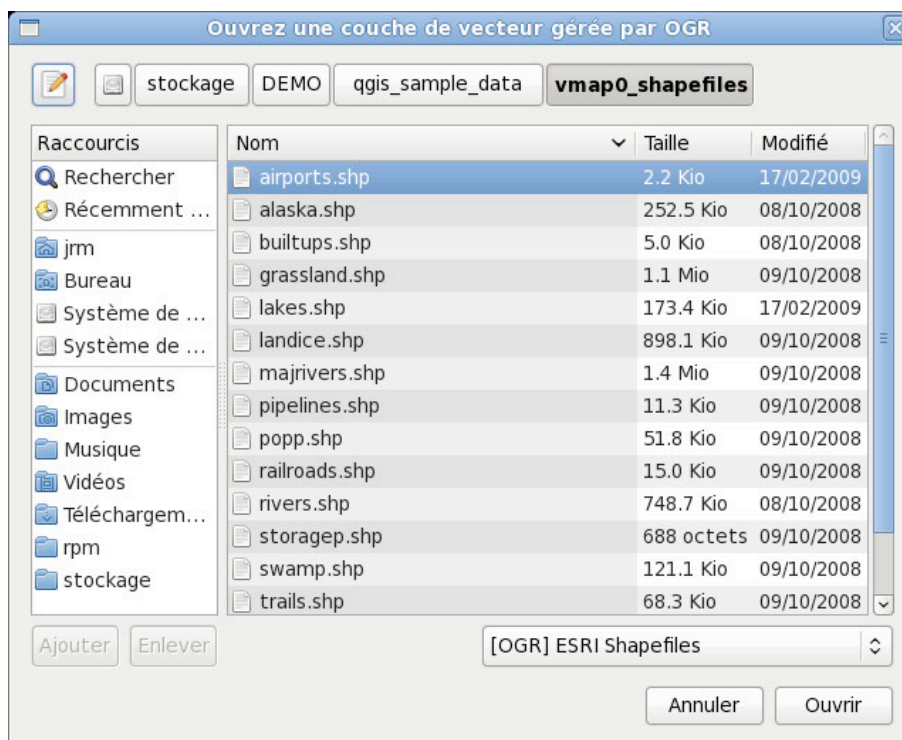 Ouvrez une couche de vecteur gérée par OGR
stockage DEMO qgis_sample_data vmap0_shapefiles
Raccourcis
Rechercher
Récemment ...
jrm
Bureau
Système de ...
Système de ...
Documents
Images
Musique
Vidéos
Téléchargem...
rpm
stockage
Nom Taille Modifié
airports.shp 2.2 Kio 17/02/2009
alaska.shp 252.5 Kio 08/10/2008
builtups.shp 5.0 Kio 08/10/2008
grassland.shp 1.1 Mio 09/10/2008
lakes.shp 173.4 Kio 17/02/2009
landice.shp 898.1 Kio 09/10/2008
majrivers.shp 1.4 Mio 09/10/2008
pipelines.shp 11.3 Kio 09/10/2008
popp.shp 51.8 Kio 09/10/2008
railroads.shp 15.0 Kio 09/10/2008
rivers.shp 748.7 Kio 08/10/2008
storagep.shp 688 octets 09/10/2008
swamp.shp 121.1 Kio 09/10/2008
trails.shp 68.3 Kio 09/10/2008
Ajouter Enlever [OGR] ESRI Shapefiles
Annuler Ouvrir